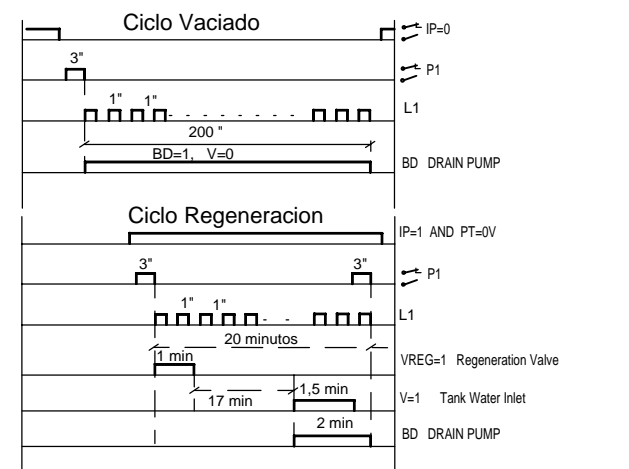 Ciclo Vaciado
IP=0
3"
P1
1" 1"
L1
200 "
BD=1, V=0
BD DRAIN PUMP
Ciclo Regeneracion
IP=1 AND PT=0V
3" 3"
P1
1" 1"
L1
20 minutos
1 min
VREG=1 Regeneration Valve
17 min
1,5 min
V=1 Tank Water Inlet
2 min
BD DRAIN PUMP